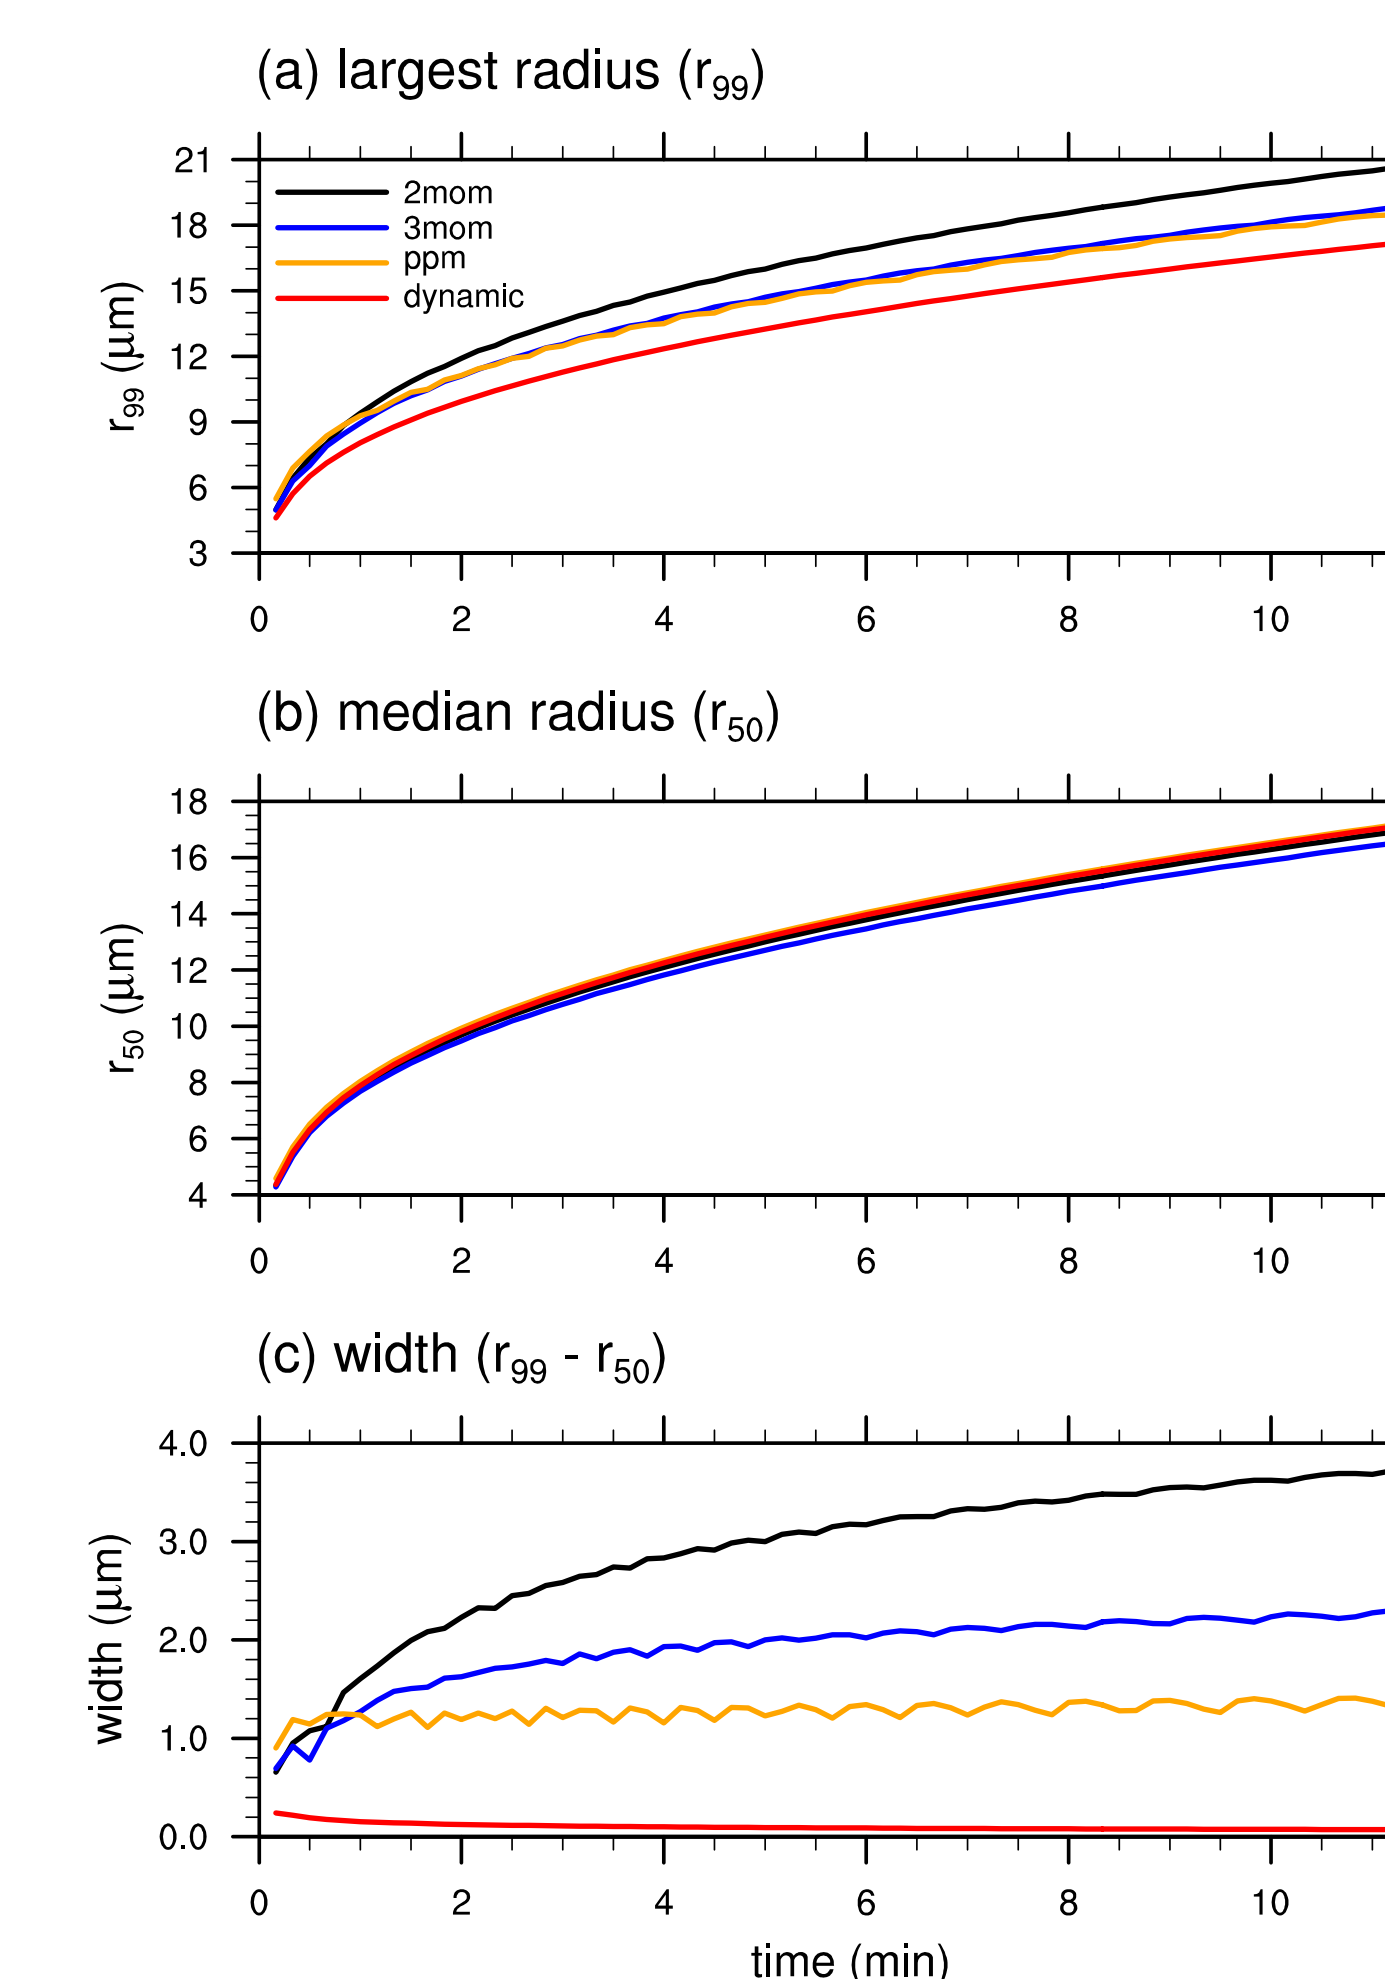 (a) largest radius (r99)
21
18
15
12
9
6
3
r99 (μm)
2mom
3mom
ppm
dynamic
0 2 4 6 8 10
(b) median radius (r50)
18
16
14
12
10
8
6
4
r50 (μm)
0 2 4 6 8 10
(c) width (r99 - r50)
4.0
3.0
2.0
1.0
0.0
width (μm)
0 2 4 6 8 10
time (min)